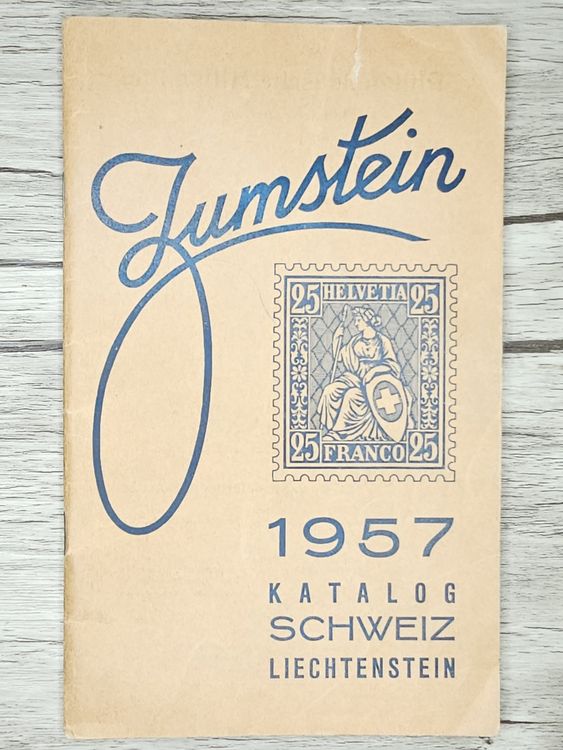 Zumstein
25 HELVETIA 25
25 FRANCO 25
1957
KATALOG
SCHWEIZ
LIECHTENSTEIN